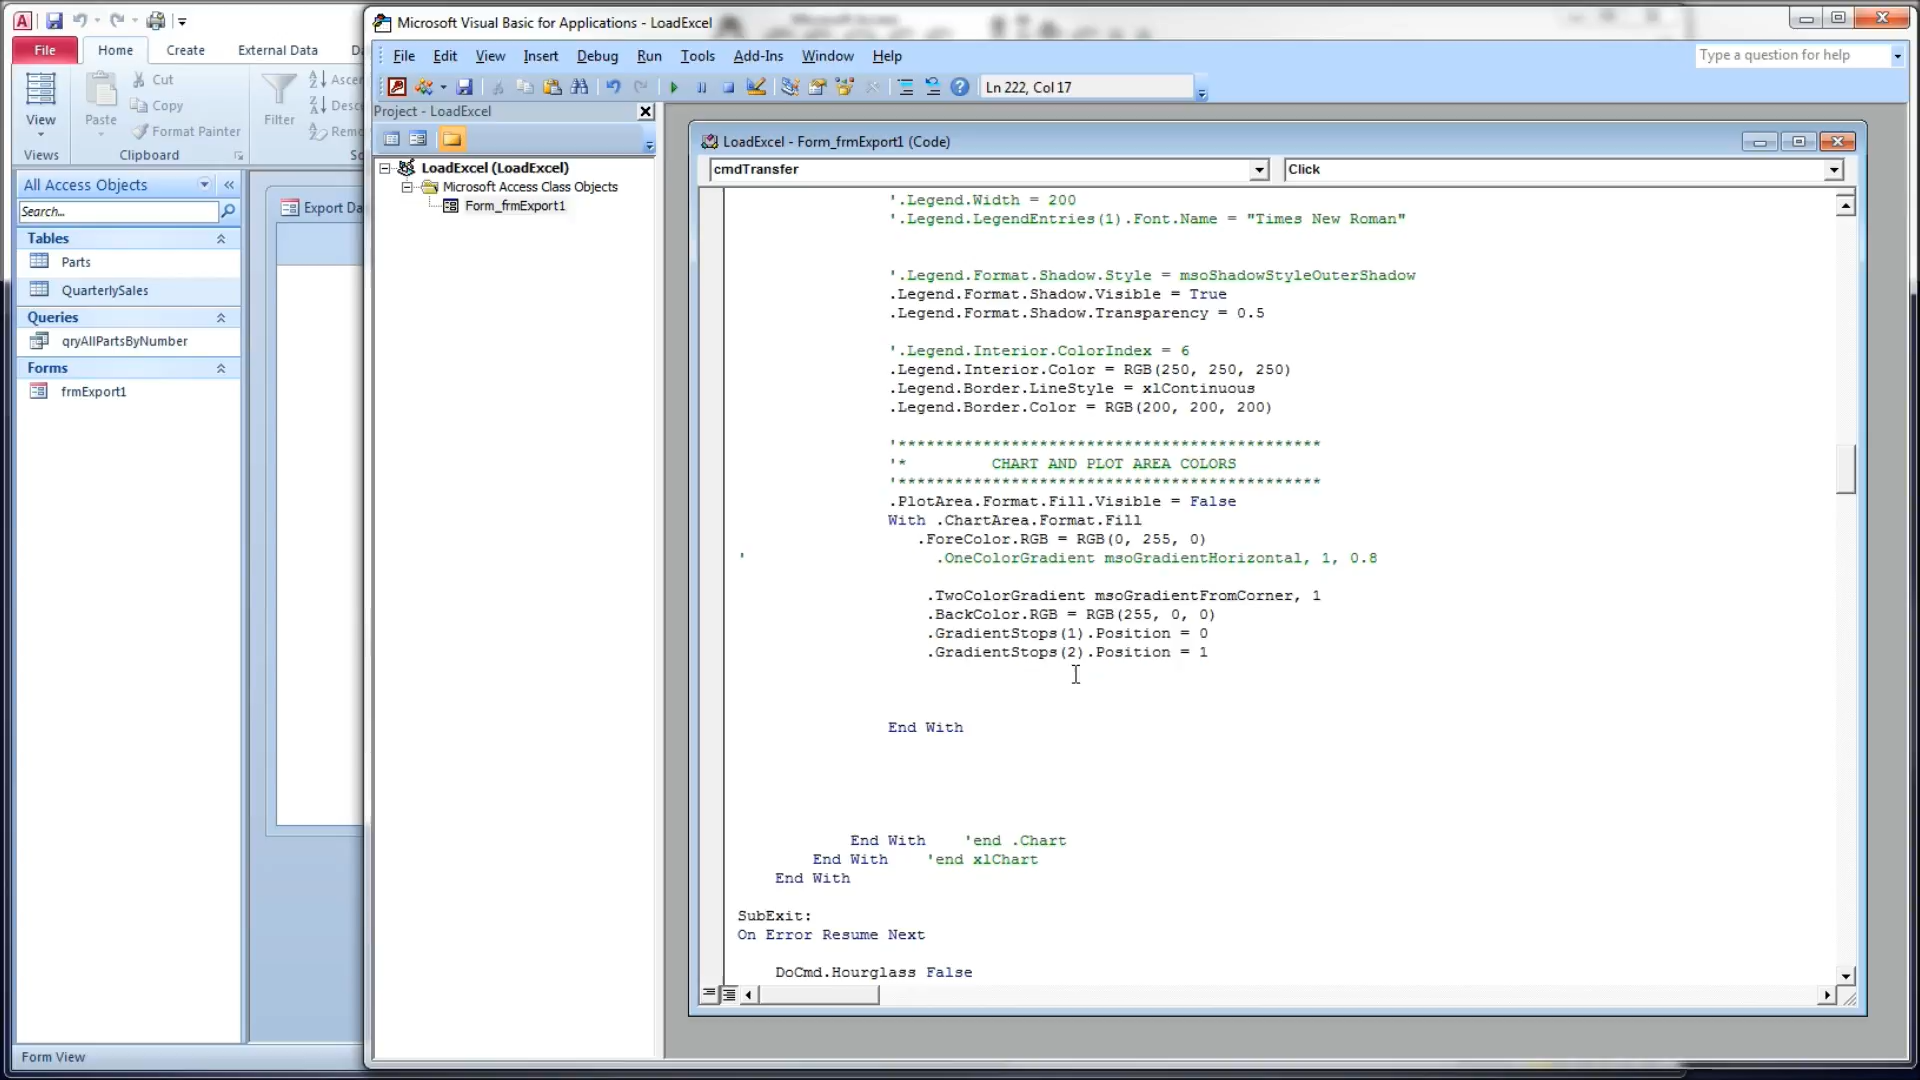 Microsoft Visual Basic for Applications - LoadExcel
File
Home
Create
External Data
View
Views
Paste
Cut
Copy
Format Painter
Clipboard
Filter
File Edit View Insert Debug Run Tools Add-Ins Window Help
Type a question for help
Ln 222, Col 17
Project - LoadExcel
LoadExcel (LoadExcel)
Microsoft Access Class Objects
Form_frmExport1
All Access Objects
Search...
Tables
Parts
QuarterlySales
Queries
qryAllPartsByNumber
Forms
frmExport1
Export
Form View
LoadExcel - Form_frmExport1 (Code)
cmdTransfer
Click
'.Legend.Width = 200
'.Legend.LegendEntries(1).Font.Name = "Times New Roman"
'.Legend.Format.Shadow.Style = msoShadowStyleOuterShadow
.Legend.Format.Shadow.Visible = True
.Legend.Format.Shadow.Transparency = 0.5
'.Legend.Interior.ColorIndex = 6
.Legend.Interior.Color = RGB(250, 250, 250)
.Legend.Border.LineStyle = xlContinuous
.Legend.Border.Color = RGB(200, 200, 200)
'*********************************************
'* CHART AND PLOT AREA COLORS
'*********************************************
.PlotArea.Format.Fill.Visible = False
With .ChartArea.Format.Fill
.ForeColor.RGB = RGB(0, 255, 0)
' .OneColorGradient msoGradientHorizontal, 1, 0.8
.TwoColorGradient msoGradientFromCorner, 1
.BackColor.RGB = RGB(255, 0, 0)
.GradientStops(1).Position = 0
.GradientStops(2).Position = 1
End With
End With 'end .Chart
End With 'end xlChart
End With
SubExit:
On Error Resume Next
DoCmd.Hourglass False